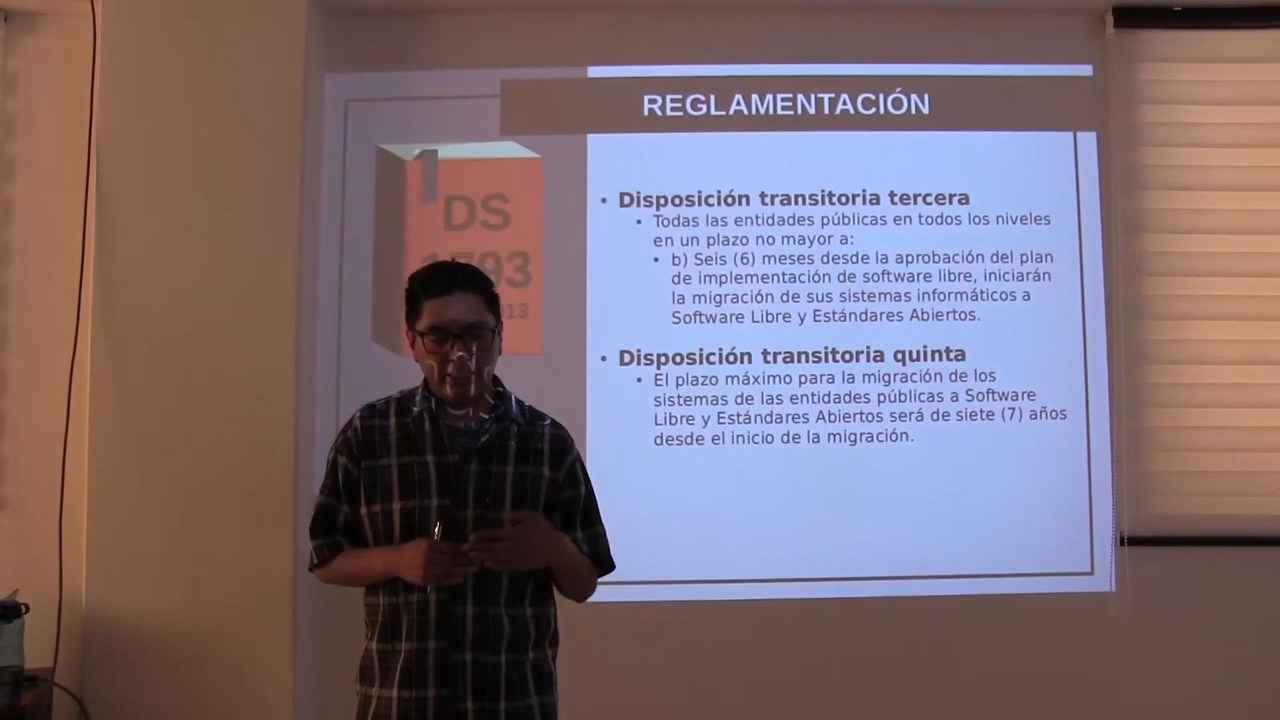 REGLAMENTACIÓN
DS
93
13
• Disposición transitoria tercera
• Todas las entidades públicas en todos los niveles
en un plazo no mayor a:
• b) Seis (6) meses desde la aprobación del plan
de implementación de software libre, iniciarán
la migración de sus sistemas informáticos a
Software Libre y Estándares Abiertos.
• Disposición transitoria quinta
• El plazo máximo para la migración de los
sistemas de las entidades públicas a Software
Libre y Estándares Abiertos será de siete (7) años
desde el inicio de la migración.